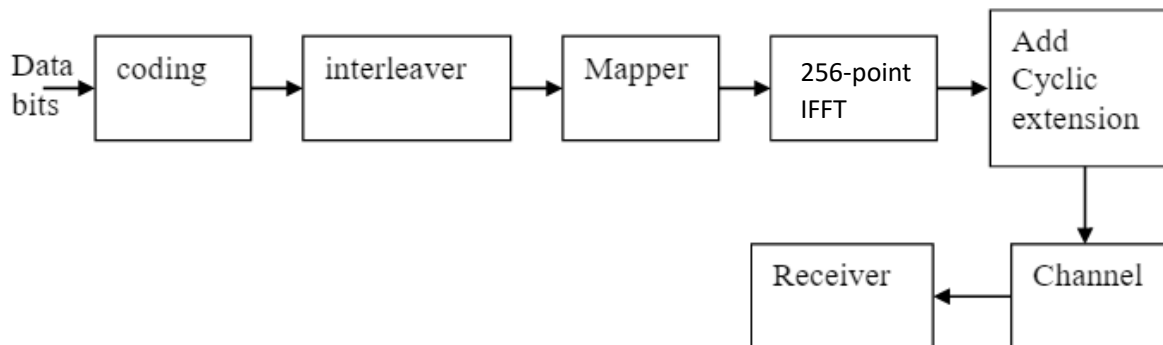 Data
bits
coding
interleaver
Mapper
256-point
IFFT
Add
Cyclic
extension
Receiver
Channel